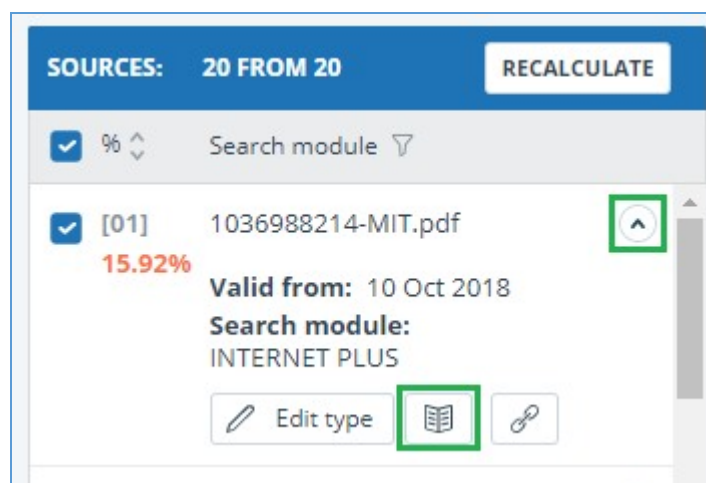 SOURCES: 20 FROM 20 RECALCULATE
% Search module
[01] 1036988214-MIT.pdf
15.92%
Valid from: 10 Oct 2018
Search module:
INTERNET PLUS
Edit type